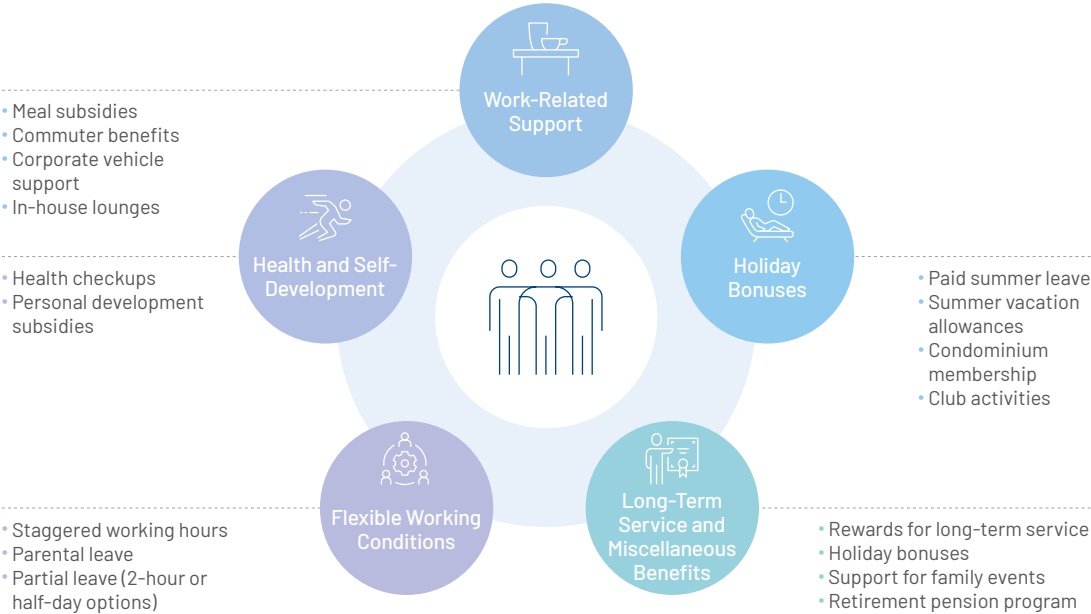 Work-Related
Support
• Meal subsidies
• Commuter benefits
• Corporate vehicle
support
• In-house lounges
Health and Self-
Development
• Health checkups
• Personal development
subsidies
Holiday
Bonuses
• Paid summer leave
• Summer vacation
allowances
• Condominium
membership
• Club activities
Flexible Working
Conditions
• Staggered working hours
• Parental leave
• Partial leave (2-hour or
half-day options)
Long-Term
Service and
Miscellaneous
Benefits
• Rewards for long-term service
• Holiday bonuses
• Support for family events
• Retirement pension program